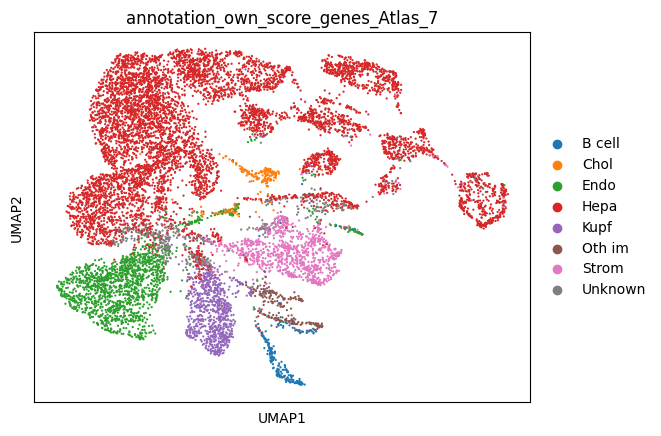 annotation_own_score_genes_Atlas_7
UMAP2
UMAP1
B cell
Chol
Endo
Hepa
Kupf
Oth im
Strom
Unknown